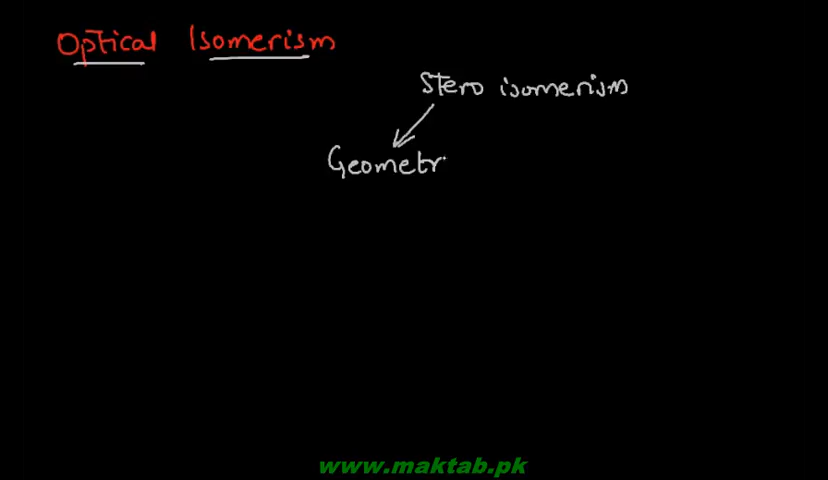 Optical Isomerism
Stero isomerism
Geometr
www.maktab.pk